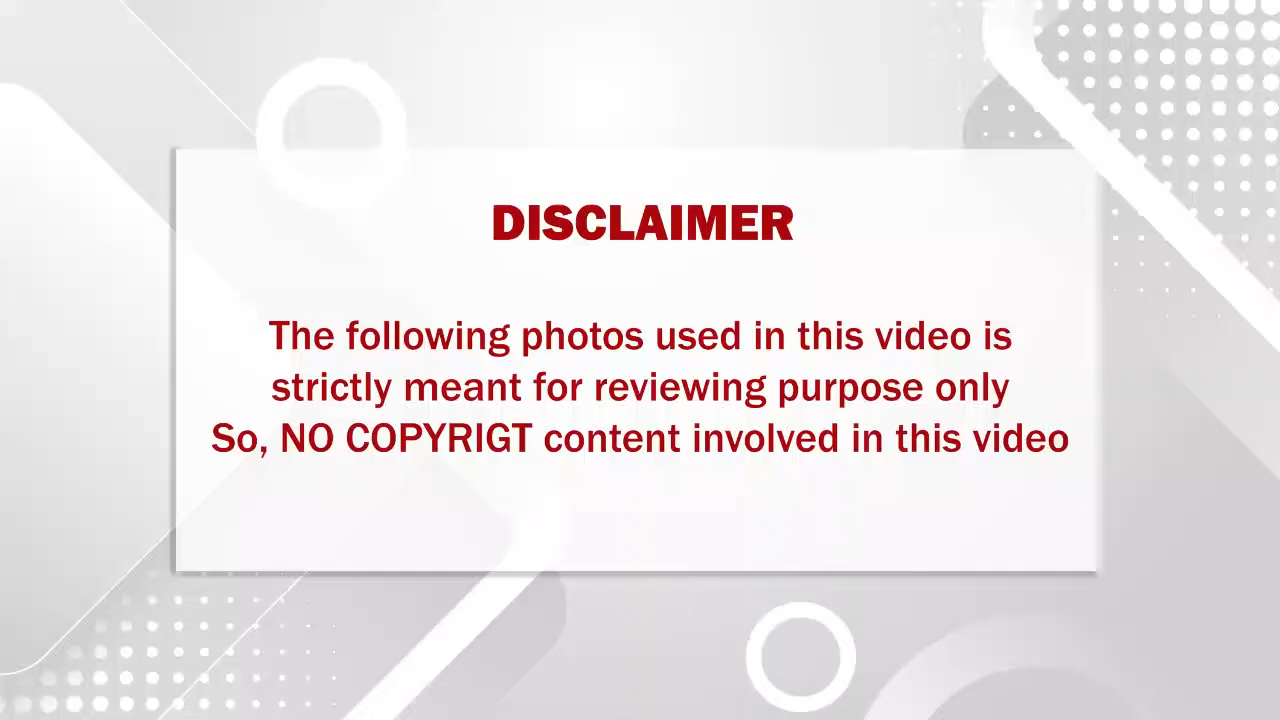 DISCLAIMER
The following photos used in this video is
strictly meant for reviewing purpose only
So, NO COPYRIGT content involved in this video